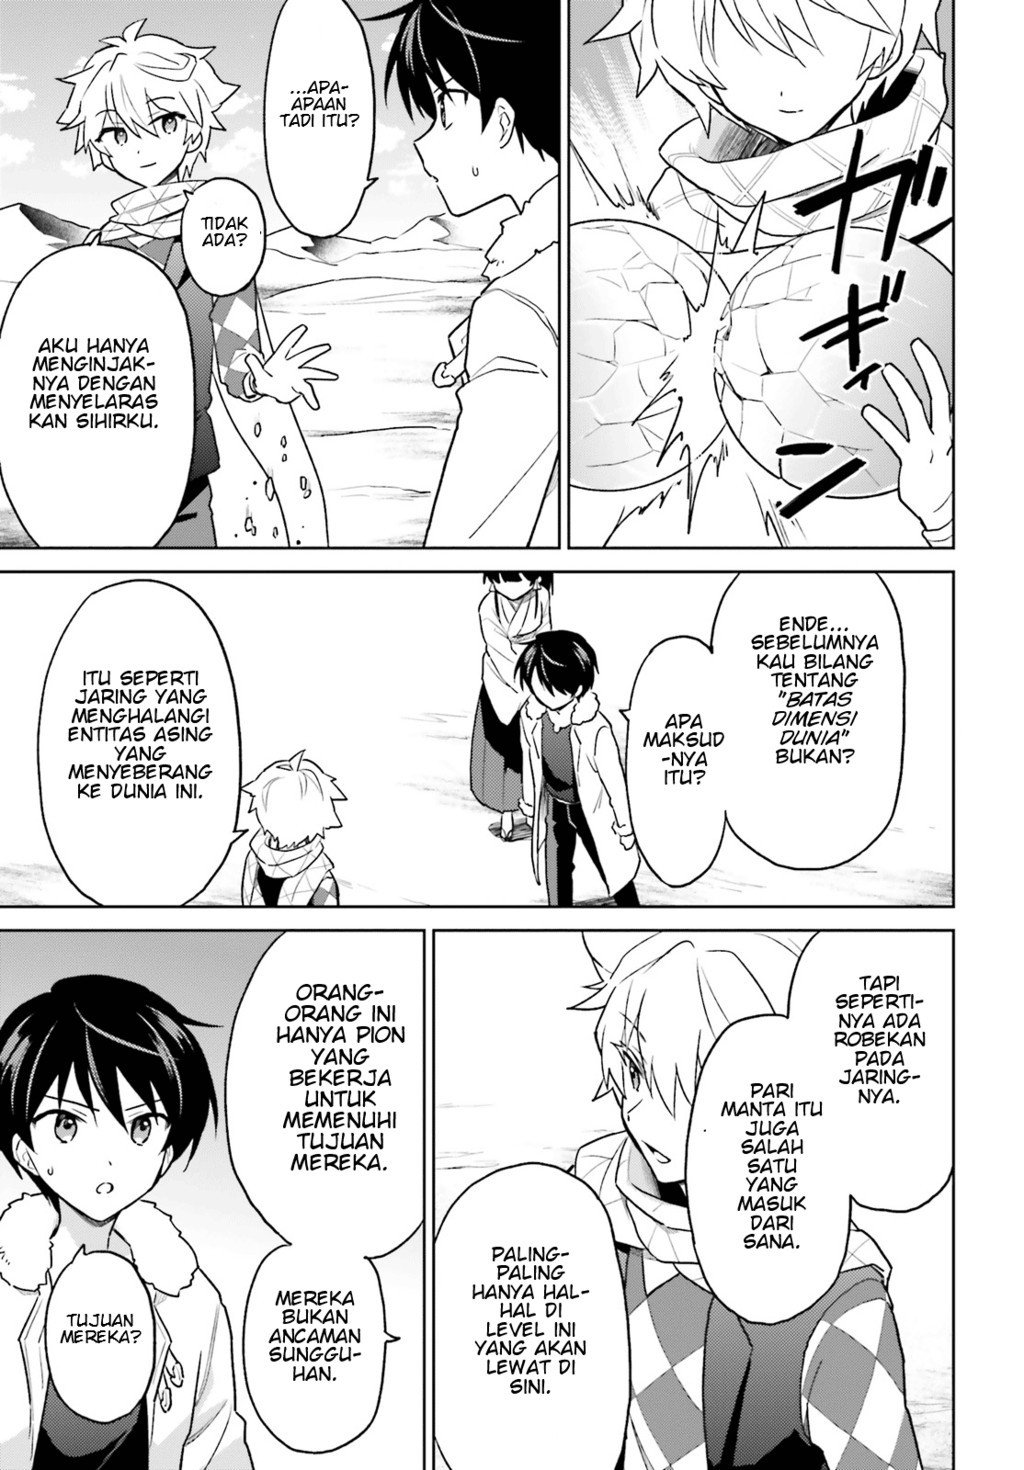 ガガッ
...APA-
APAAN
TADI ITU?
TIDAK
ADA?
AKU HANYA
MENGINJAK-
NYA DENGAN
MENYELARAS
KAN SIHIRKU.
ENDE...
SEBELUMNYA
KAU BILANG
TENTANG
"BATAS
DIMENSI
DUNIA"
BUKAN?
APA
MAKSUD
-NYA
ITU?
ITU SEPERTI
JARING YANG
MENGHALANGI
ENTITAS ASING
YANG
MENYEBERANG
KE DUNIA INI.
TAPI
SEPERTI-
NYA ADA
ROBEKAN
PADA
JARING-
NYA.
PARI
MANTA ITU
JUGA
SALAH
SATU
YANG
MASUK
DARI
SANA.
PALING-
PALING
HANYA HAL-
HAL DI
LEVEL INI
YANG AKAN
LEWAT DI
SINI.
ORANG-
ORANG INI
HANYA PION
YANG
BEKERJA
UNTUK
MEMENUHI
TUJUAN
MEREKA.
MEREKA
BUKAN
ANCAMAN
SUNGGU-
HAN.
TUJUAN
MEREKA?